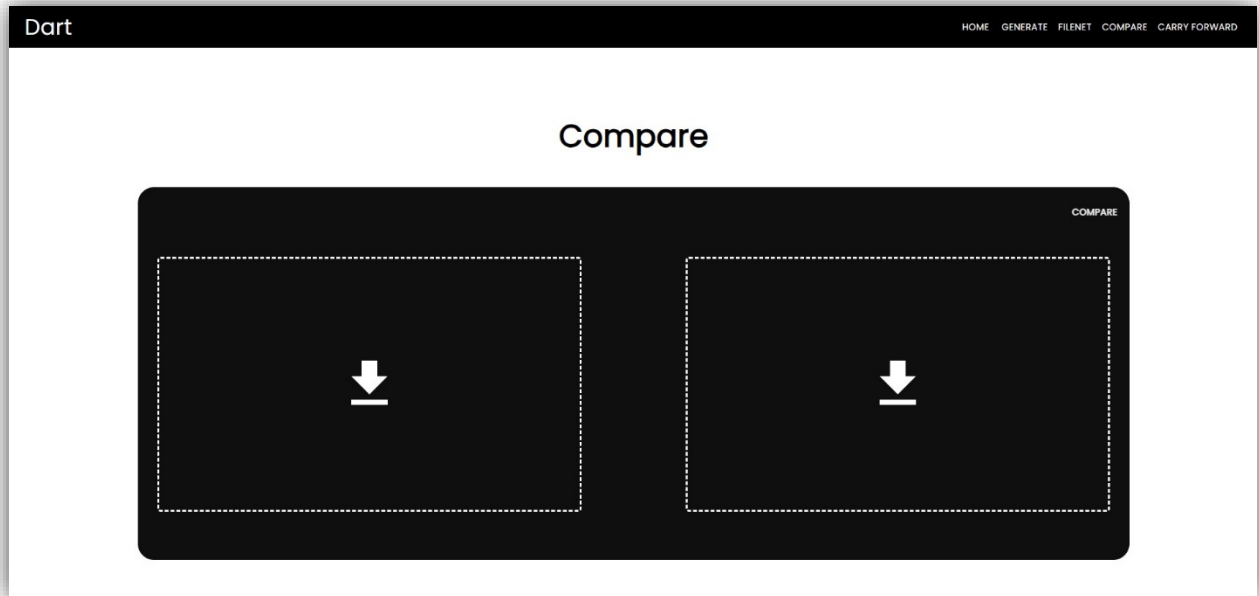 Dart
HOME GENERATE FILENET COMPARE CARRY FORWARD
Compare
COMPARE